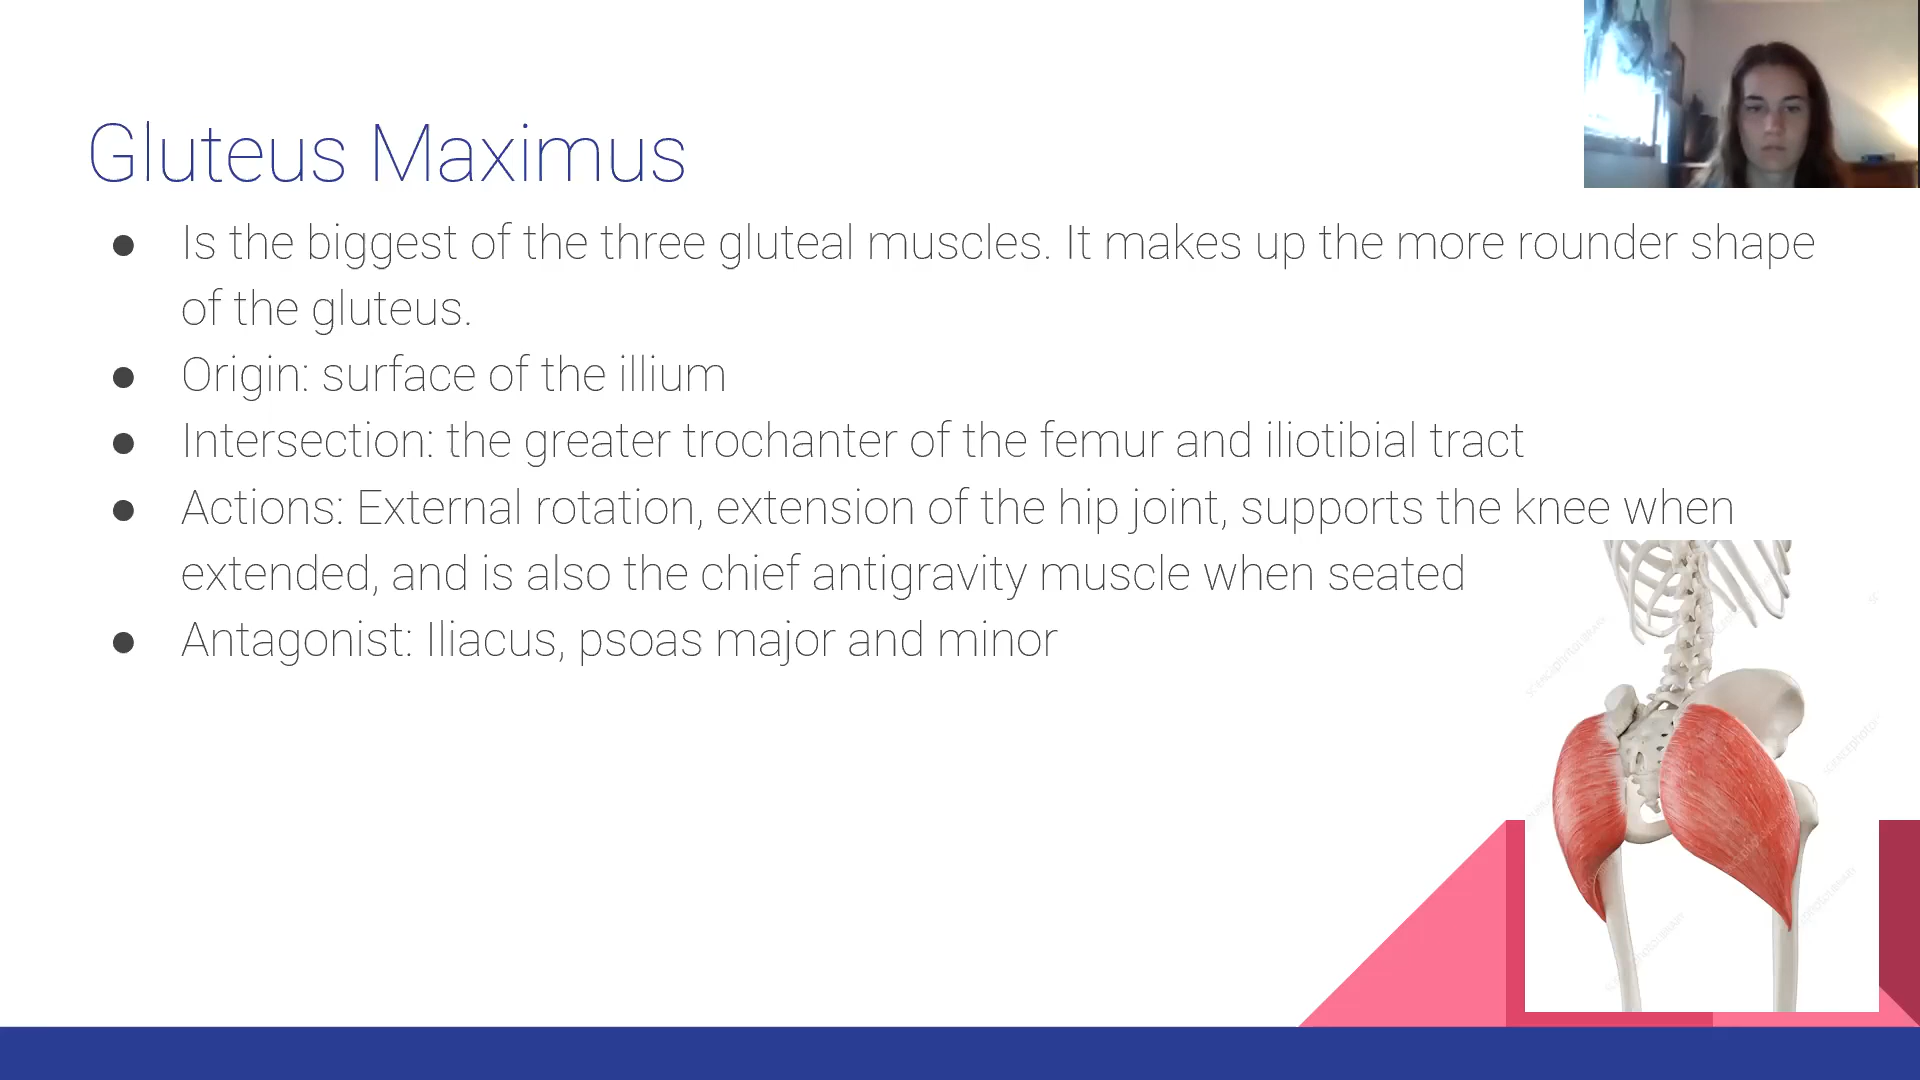 Gluteus Maximus
● Is the biggest of the three gluteal muscles. It makes up the more rounder shape
of the gluteus.
● Origin: surface of the illium
● Intersection: the greater trochanter of the femur and iliotibial tract
● Actions: External rotation, extension of the hip joint, supports the knee when
extended, and is also the chief antigravity muscle when seated
● Antagonist: Iliacus, psoas major and minor